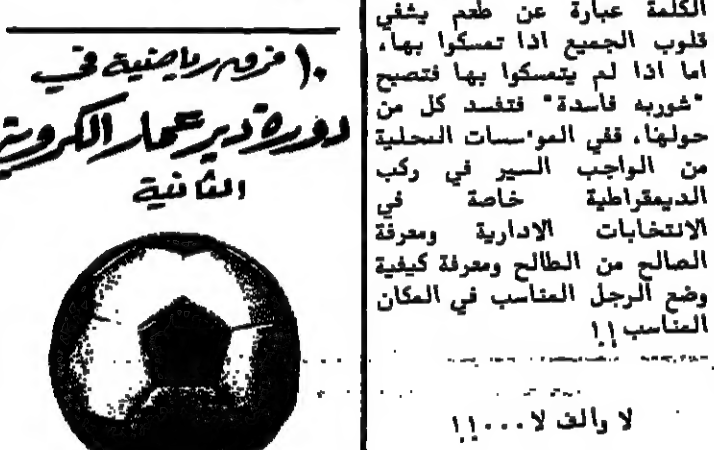 الكلمة عبارة عن طعم يشفي
قلوب الجميع اذا تمسكوا بها،
اما اذا لم يتمسكوا بها فتصبح
"شوربه فاسدة" فتفسد كل من
حولها، ففي المو'سسات المحلية
من الواجب السير في ركب
الديمقراطية خاصة في
الانتخابات الادارية ومعرفة
الصالح من الطالح ومعرفة كيفية
وضع الرجل المناسب في المكان
المناسب!!
لا والف لا...!!
١٠ فرق رياضية في
دورة دير عمار الكروية
الثانية